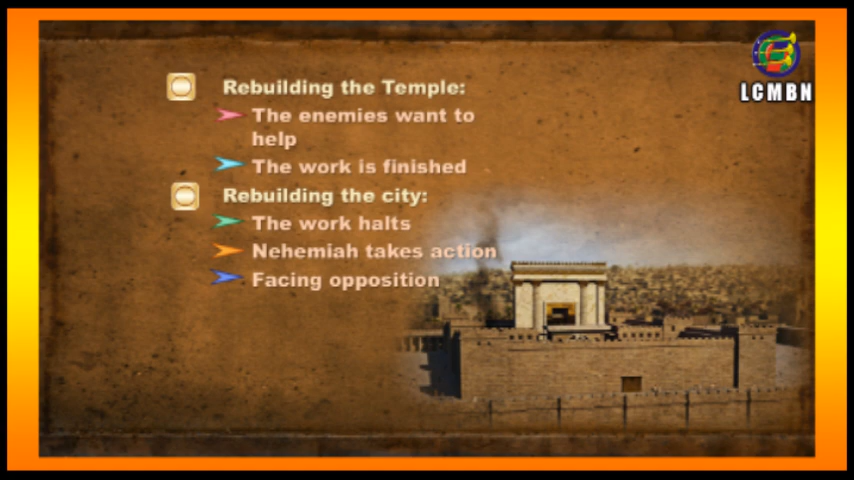 LCMBN
Rebuilding the Temple:
The enemies want to
help
The work is finished
Rebuilding the city:
The work halts
Nehemiah takes action
Facing opposition